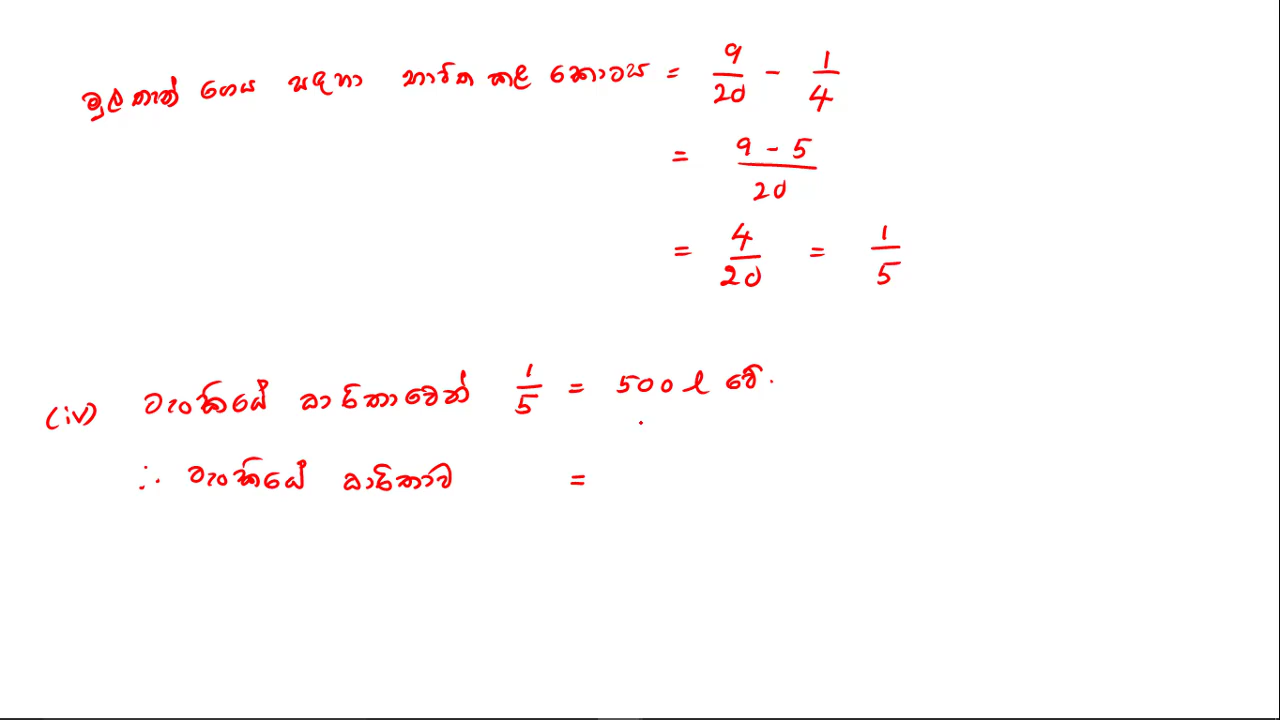 මුලතැන් ගෙය සඳහා භාවිත කළ කොටස = 9/20 - 1/4
= (9 - 5)/20
= 4/20 = 1/5
(iv) ටැංකියේ ධාරිතාවෙන් 1/5 = 500 l වේ.
∴ ටැංකියේ ධාරිතාව =